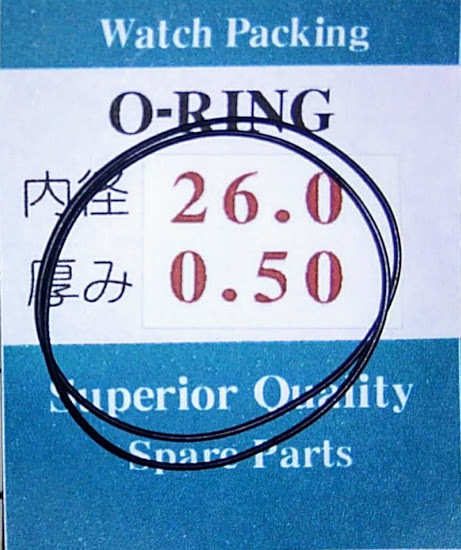 Watch Packing
O-RING
内径 26.0
厚み 0.50
Superior Quality
Spare Parts